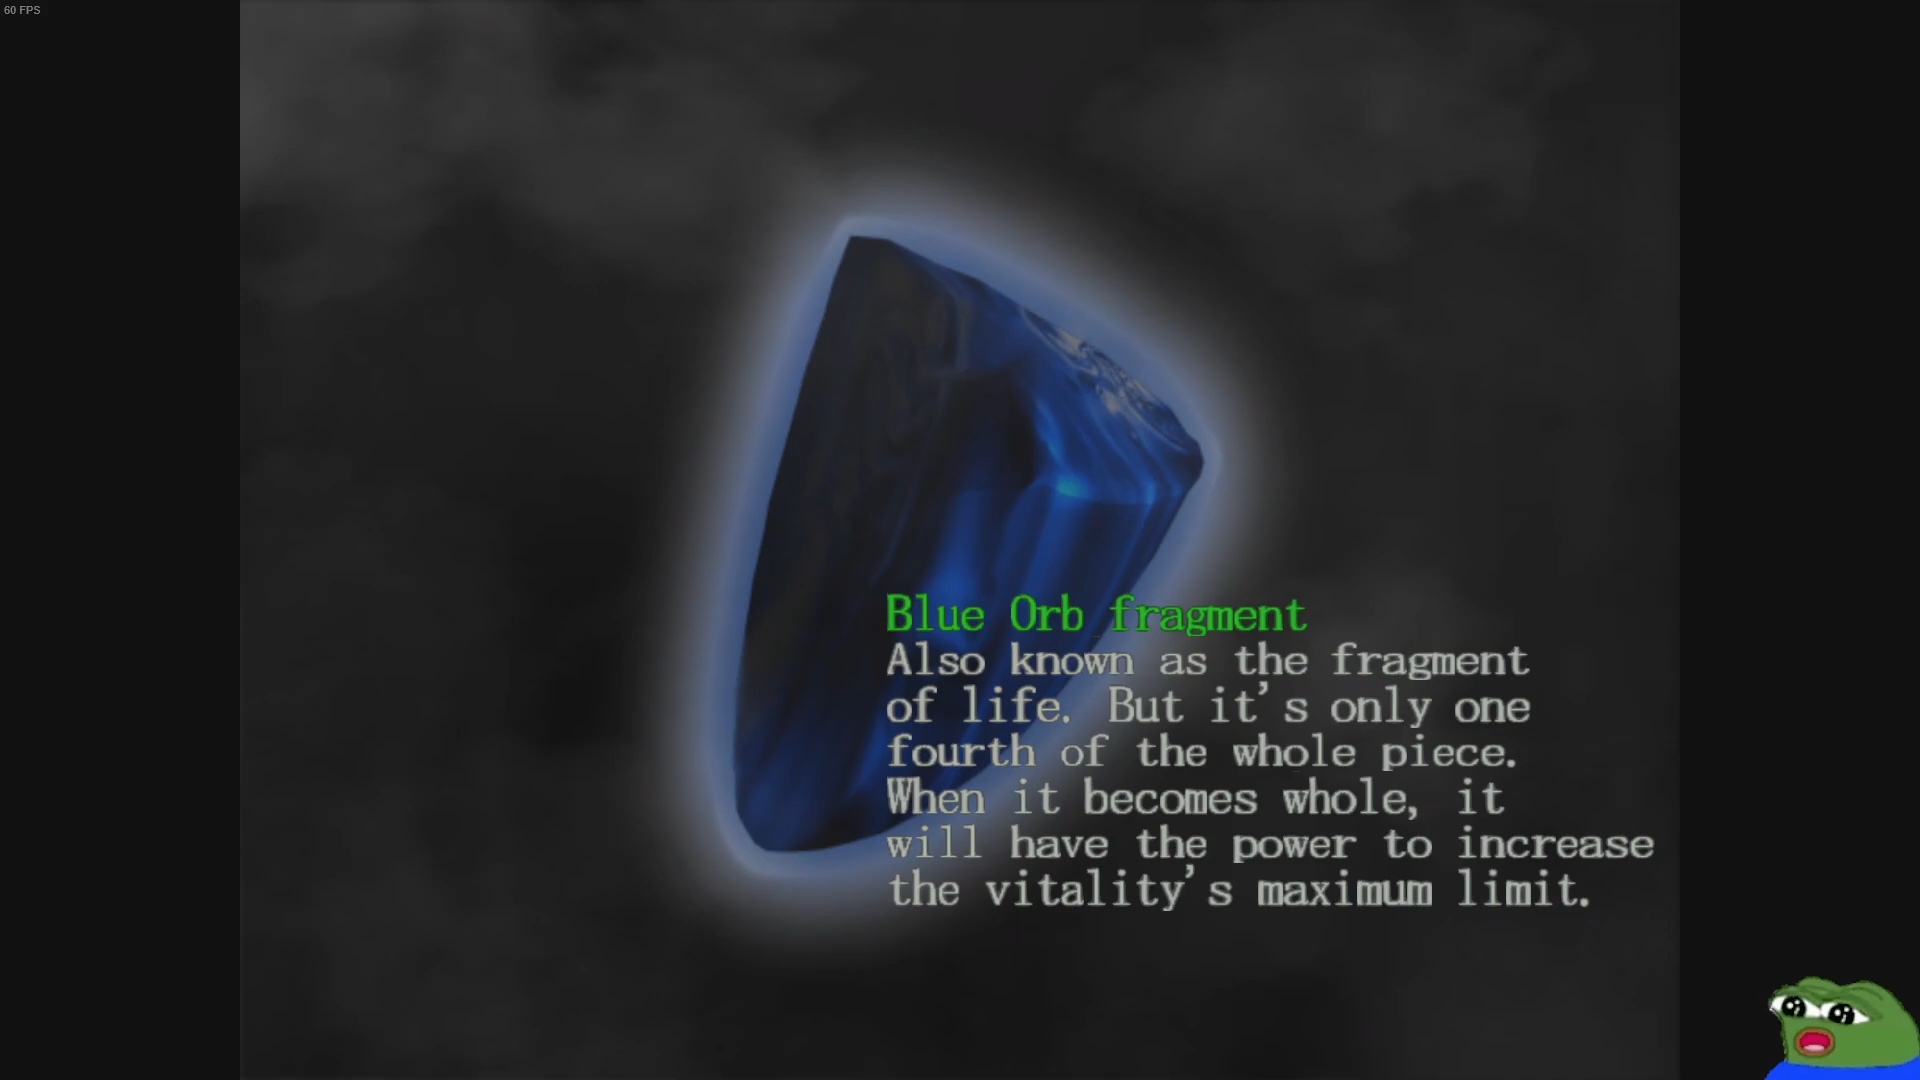 60 FPS
Blue Orb fragment
Also known as the fragment
of life. But it's only one
fourth of the whole piece.
When it becomes whole, it
will have the power to increase
the vitality's maximum limit.